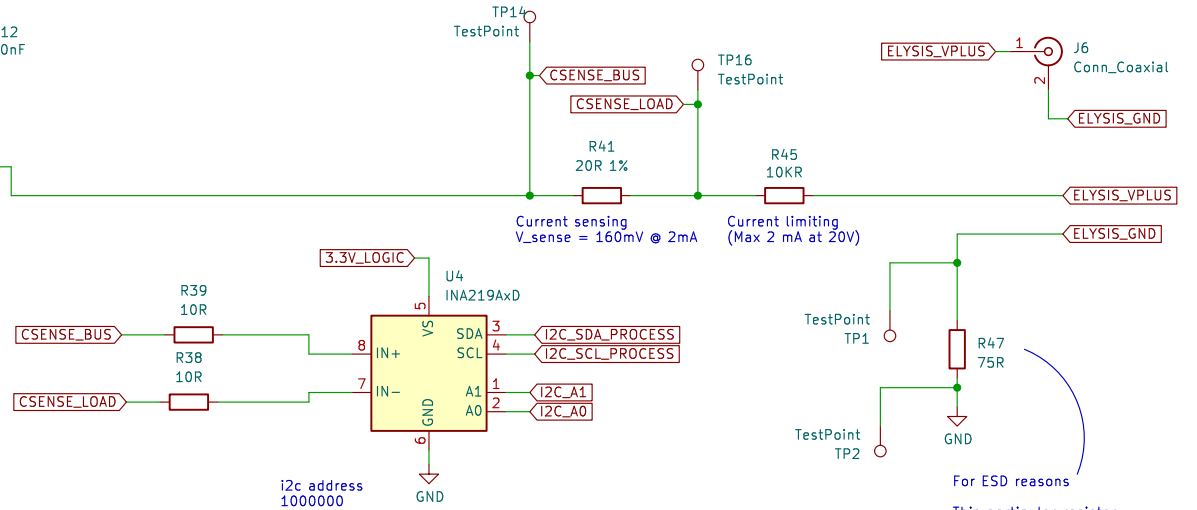 12
0nF
TP14
TestPoint
CSENSE_BUS
TP16
TestPoint
CSENSE_LOAD
ELYSIS_VPLUS
1
2
J6
Conn_Coaxial
ELYSIS_GND
R41
20R 1%
R45
10KR
Current sensing
V_sense = 160mV @ 2mA
Current limiting
(Max 2 mA at 20V)
ELYSIS_VPLUS
ELYSIS_GND
3.3V_LOGIC
U4
INA219AxD
R39
10R
CSENSE_BUS
R38
10R
CSENSE_LOAD
5
VS
8
IN+
7
IN-
GND
6
SDA
3
I2C_SDA_PROCESS
SCL
4
I2C_SCL_PROCESS
A1
1
I2C_A1
A0
2
I2C_A0
GND
i2c address
1000000
TestPoint
TP1
R47
75R
TestPoint
TP2
GND
For ESD reasons